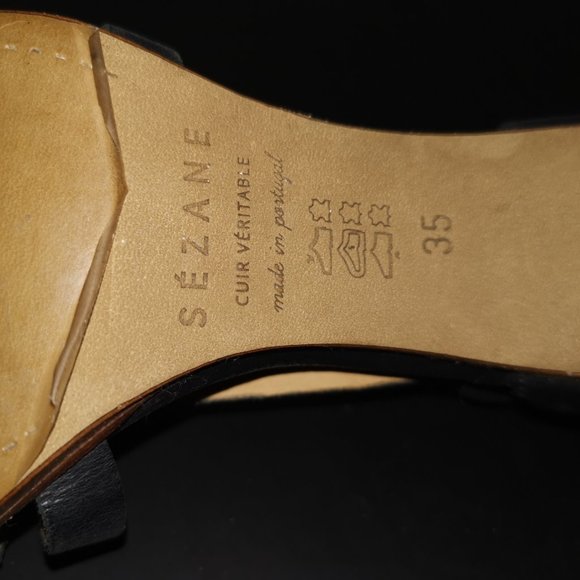 SÉZANE
CUIR VÉRITABLE
made in portugal
35